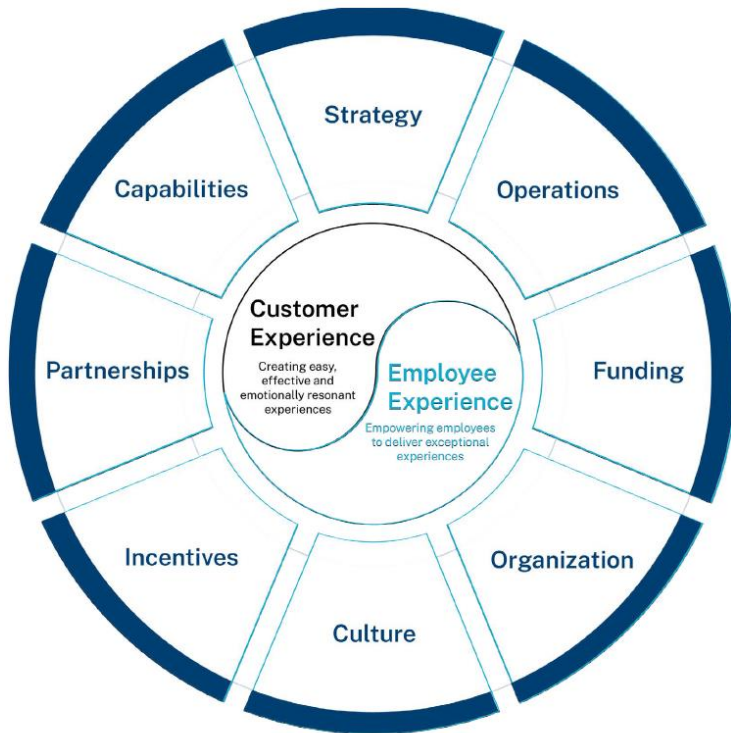 Strategy
Operations
Funding
Organization
Culture
Incentives
Partnerships
Capabilities
Customer
Experience
Creating easy,
effective and
emotionally resonant
experiences
Employee
Experience
Empowering employees
to deliver exceptional
experiences